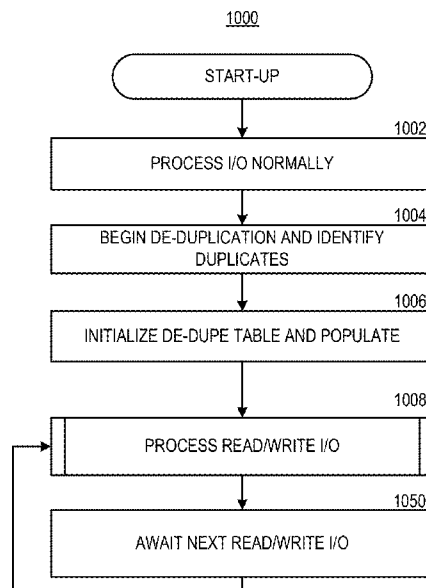 1000
START-UP
1002
PROCESS I/O NORMALLY
1004
BEGIN DE-DUPLICATION AND IDENTIFY
DUPLICATES
1006
INITIALIZE DE-DUPE TABLE AND POPULATE
1008
PROCESS READ/WRITE I/O
1050
AWAIT NEXT READ/WRITE I/O